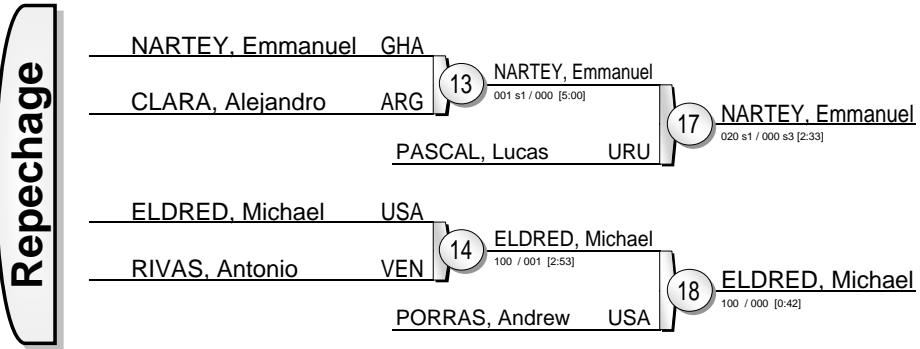 Repechage
NARTEY, Emmanuel GHA
CLARA, Alejandro ARG
13
NARTEY, Emmanuel
001 s1 / 000 [5:00]
PASCAL, Lucas URU
17
NARTEY, Emmanuel
020 s1 / 000 s3 [2:33]
ELDRED, Michael USA
RIVAS, Antonio VEN
14
ELDRED, Michael
100 / 001 [2:53]
PORRAS, Andrew USA
18
ELDRED, Michael
100 / 000 [0:42]